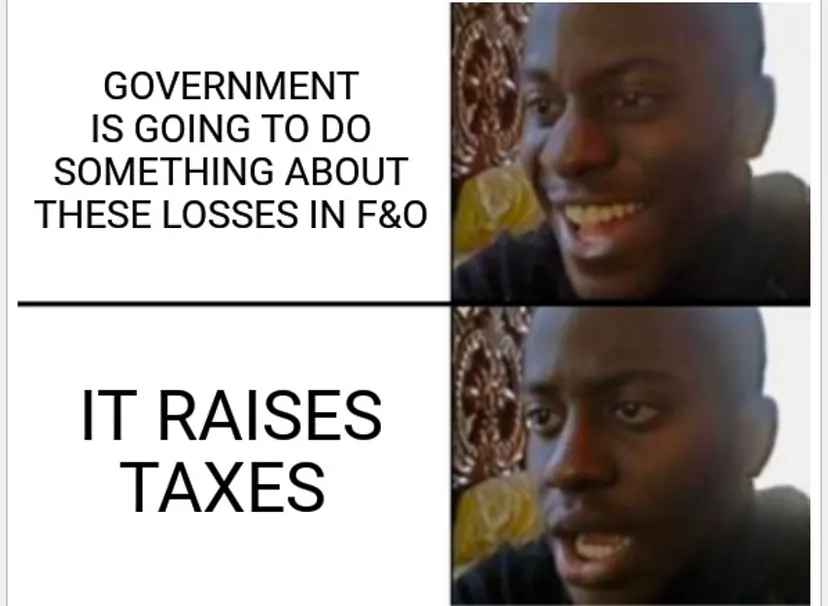 GOVERNMENT
IS GOING TO DO
SOMETHING ABOUT
THESE LOSSES IN F&O
IT RAISES
TAXES